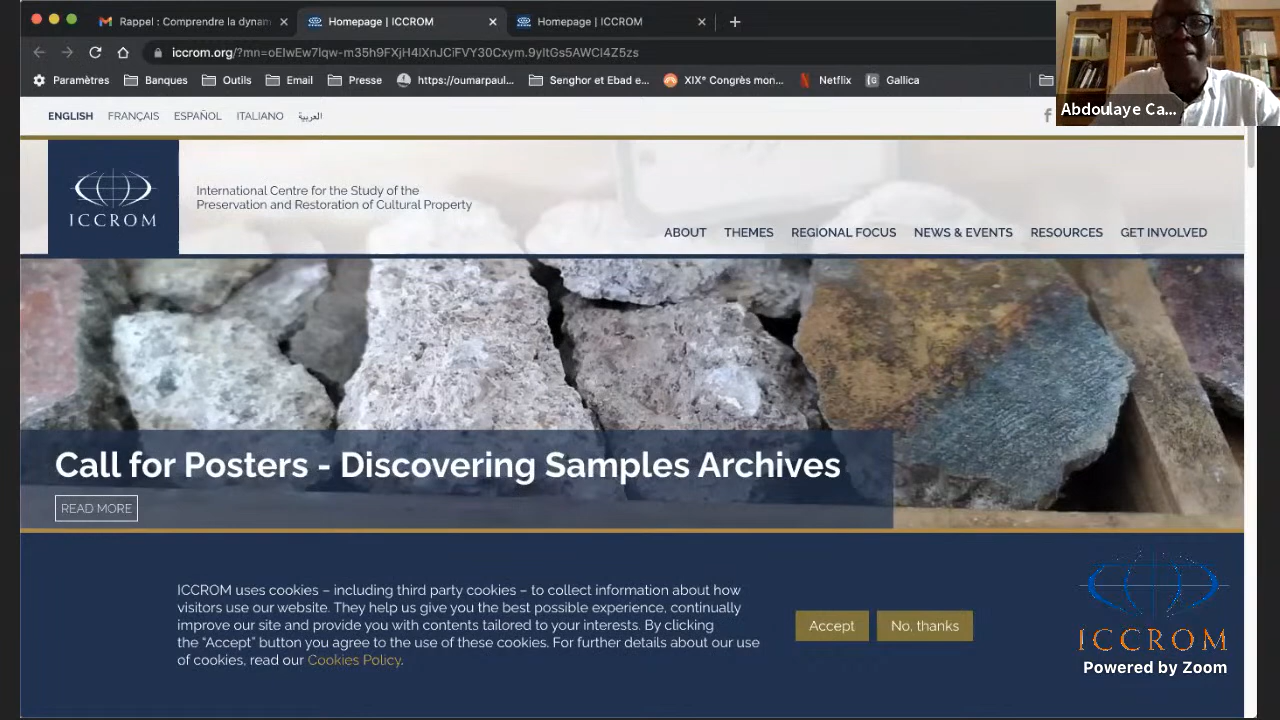 Rappel : Comprendre la dynam
Homepage | ICCROM
Homepage | ICCROM
iccrom.org/?mn=oEIwEw7lqw-m35h9FXjH4IXnJCiFVY30Cxym.9yItGs5AWCl4Z5zs
Paramètres
Banques
Outils
Email
Presse
https://oumarpaul...
Senghor et Ebad e...
XIXᵉ Congrès mon...
Netflix
Gallica
Abdoulaye Ca...
ENGLISH FRANÇAIS ESPAÑOL ITALIANO العربية
ICCROM
International Centre for the Study of the
Preservation and Restoration of Cultural Property
ABOUT THEMES REGIONAL FOCUS NEWS & EVENTS RESOURCES GET INVOLVED
Call for Posters - Discovering Samples Archives
READ MORE
ICCROM uses cookies – including third party cookies – to collect information about how
visitors use our website. They help us give you the best possible experience, continually
improve our site and provide you with contents tailored to your interests. By clicking
the “Accept” button you agree to the use of these cookies. For further details about our use
of cookies, read our Cookies Policy.
Accept
No, thanks
ICCROM
Powered by Zoom